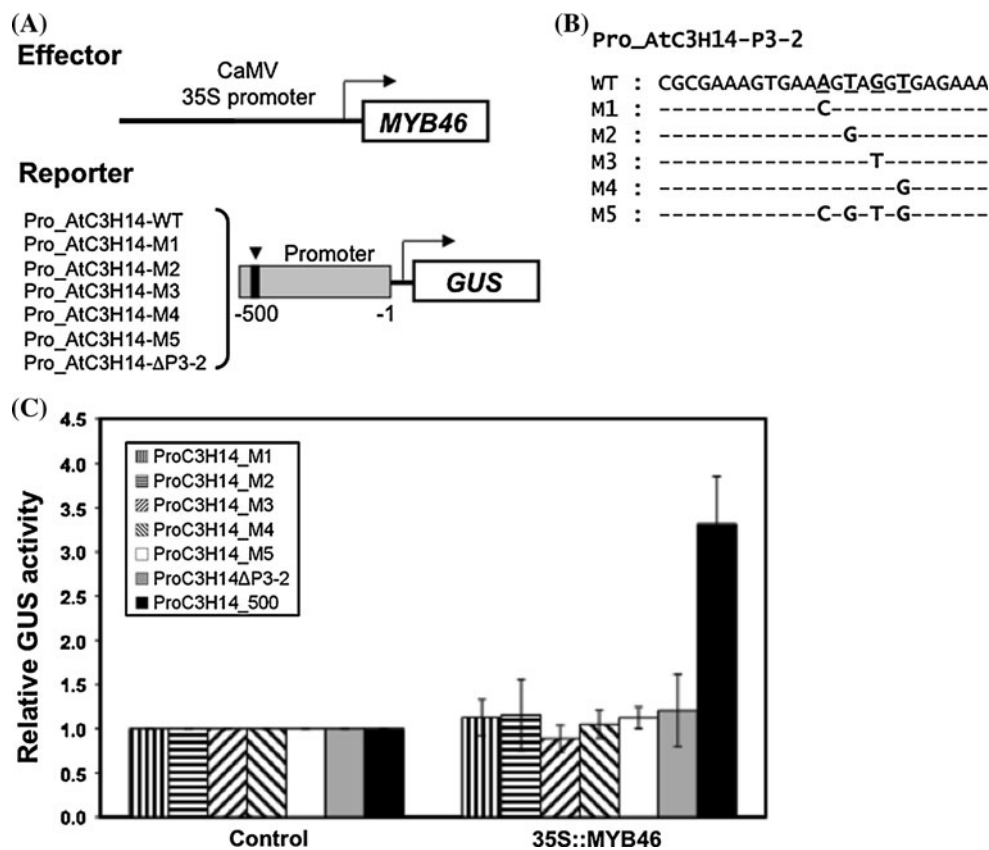 (A)
Effector
CaMV
35S promoter
MYB46
Reporter
Pro_AtC3H14-WT
Pro_AtC3H14-M1
Pro_AtC3H14-M2
Pro_AtC3H14-M3
Pro_AtC3H14-M4
Pro_AtC3H14-M5
Pro_AtC3H14-ΔP3-2
Promoter
GUS
-500 -1
(B)
Pro_AtC3H14-P3-2
WT : CGCGAAAGTGAAAGTAGGTGAGAAA
M1 : ------------C------------
M2 : --------------G----------
M3 : ----------------T--------
M4 : ------------------G------
M5 : ------------C-G-T-G------
(C)
Relative GUS activity
4.5
4.0
3.5
3.0
2.5
2.0
1.5
1.0
0.5
0.0
ProC3H14_M1
ProC3H14_M2
ProC3H14_M3
ProC3H14_M4
ProC3H14_M5
ProC3H14ΔP3-2
ProC3H14_500
Control 35S::MYB46